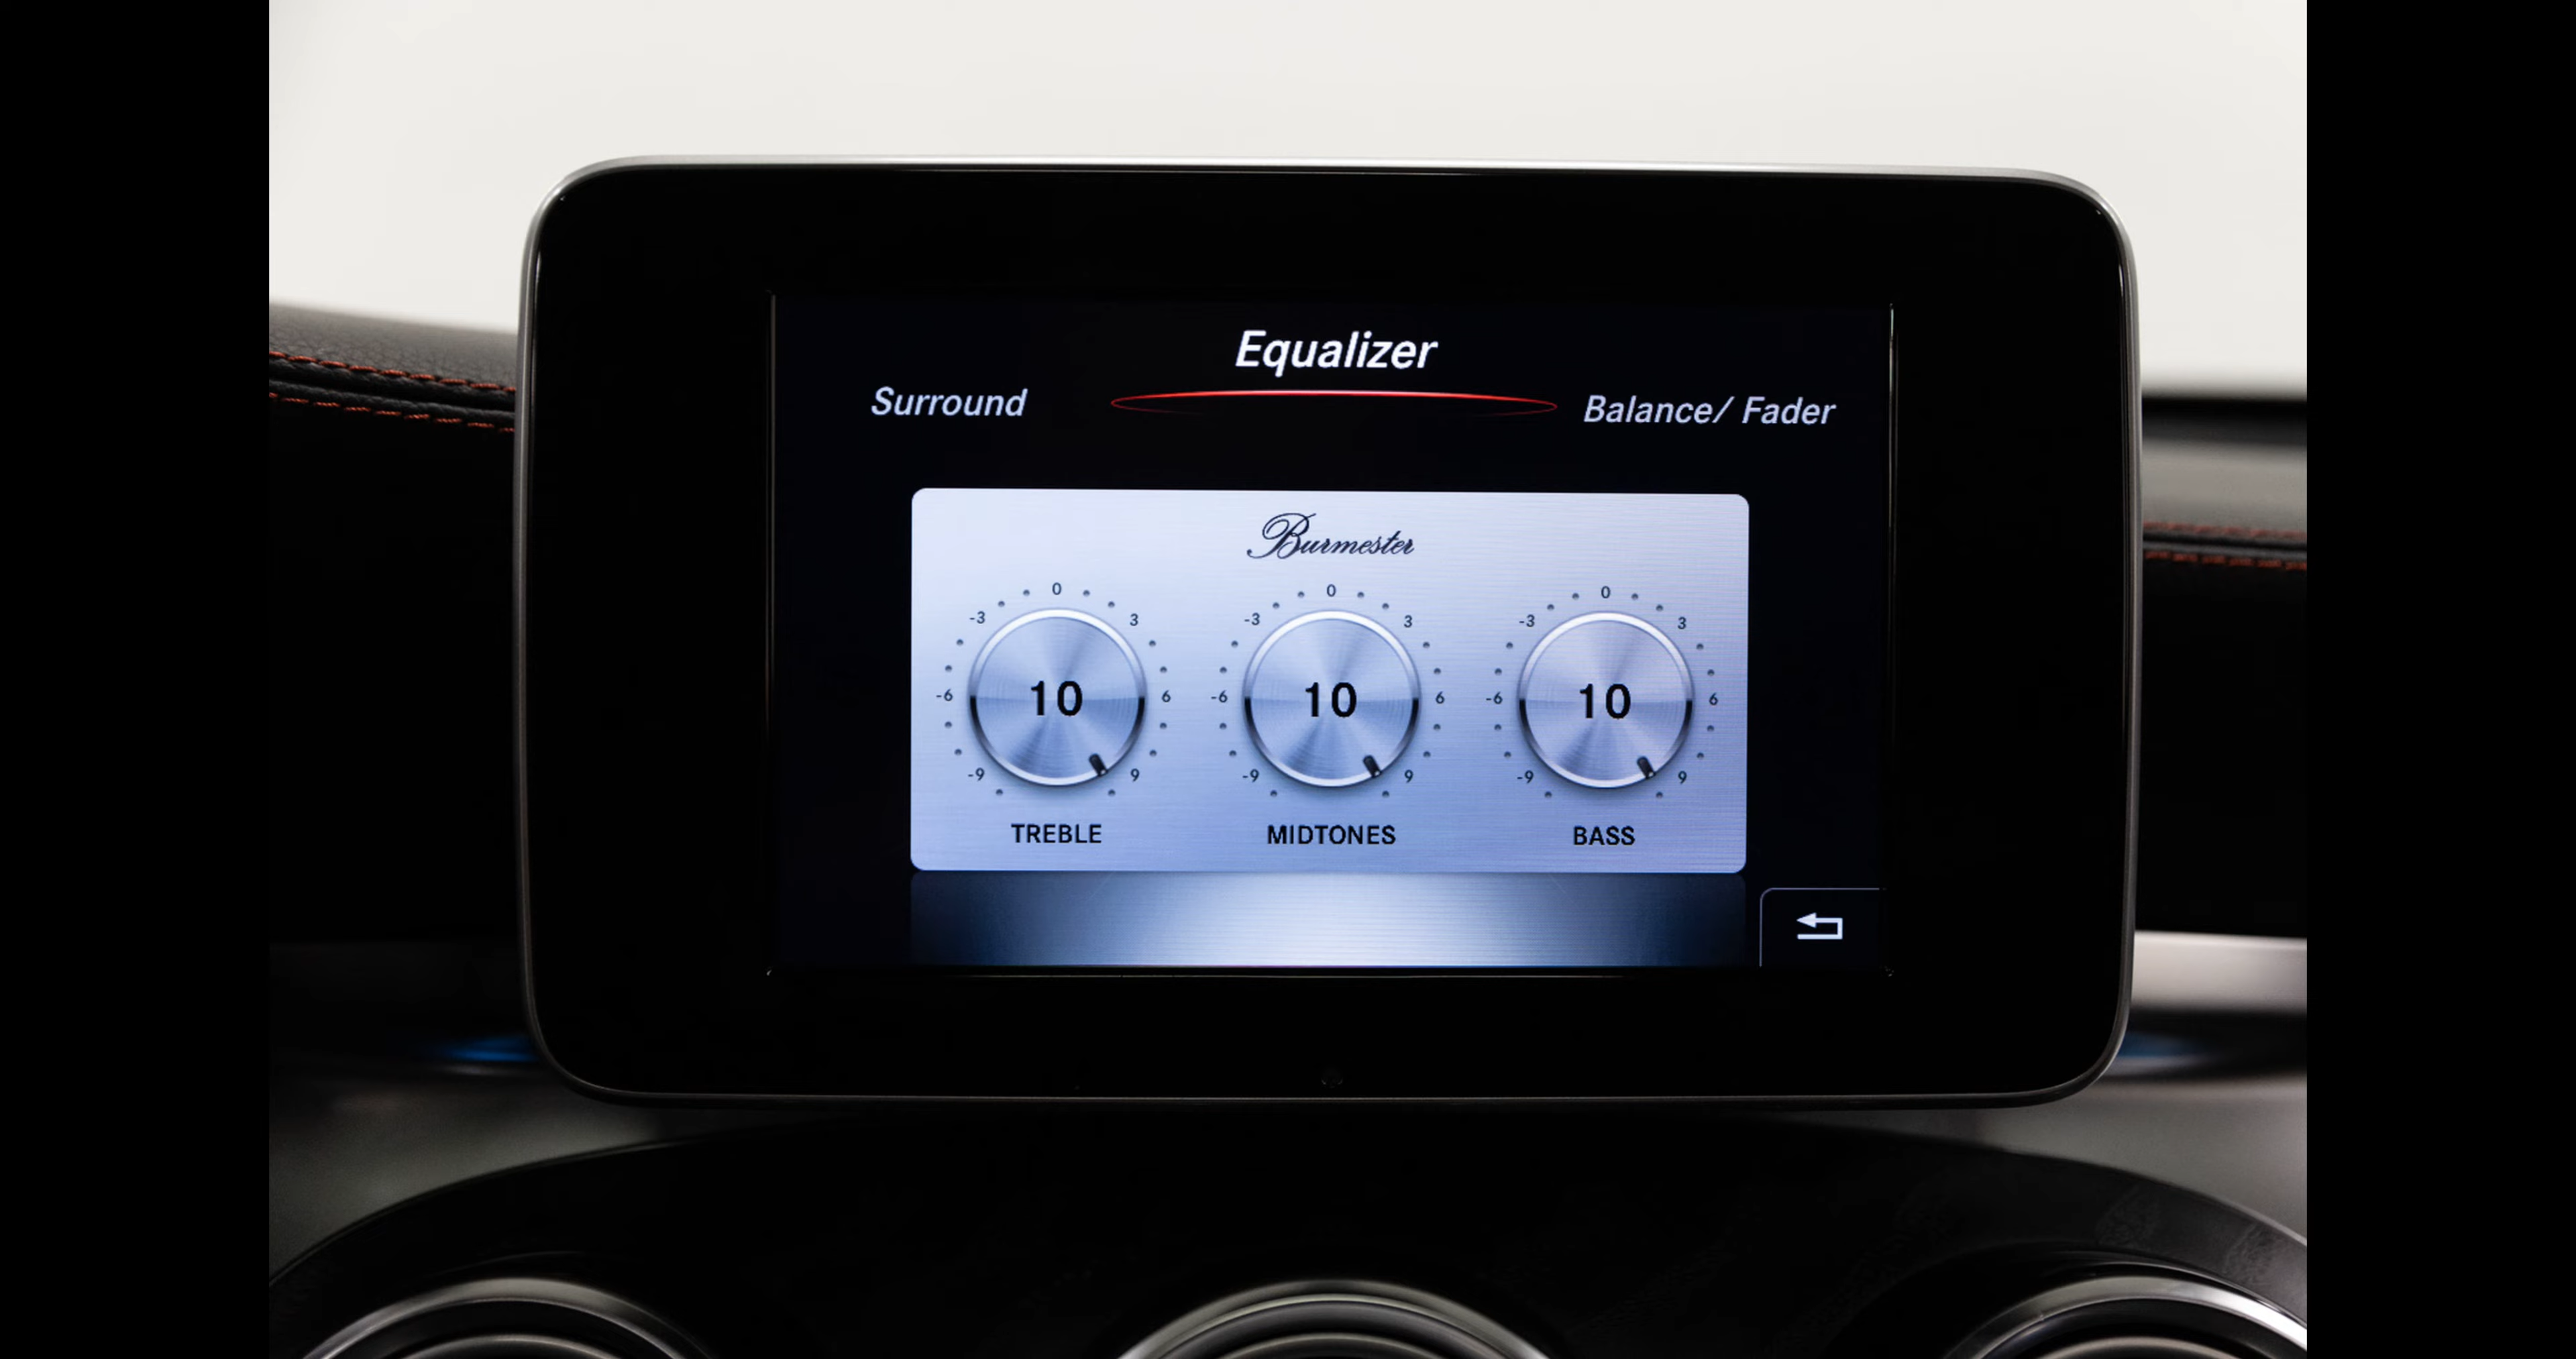 Equalizer
Surround
Balance/ Fader
Burmester
0 0 0
-3 3 -3 3 -3 3
10 10 10
-6 6 -6 6 -6 6
-9 9 -9 9 -9 9
TREBLE MIDTONES BASS